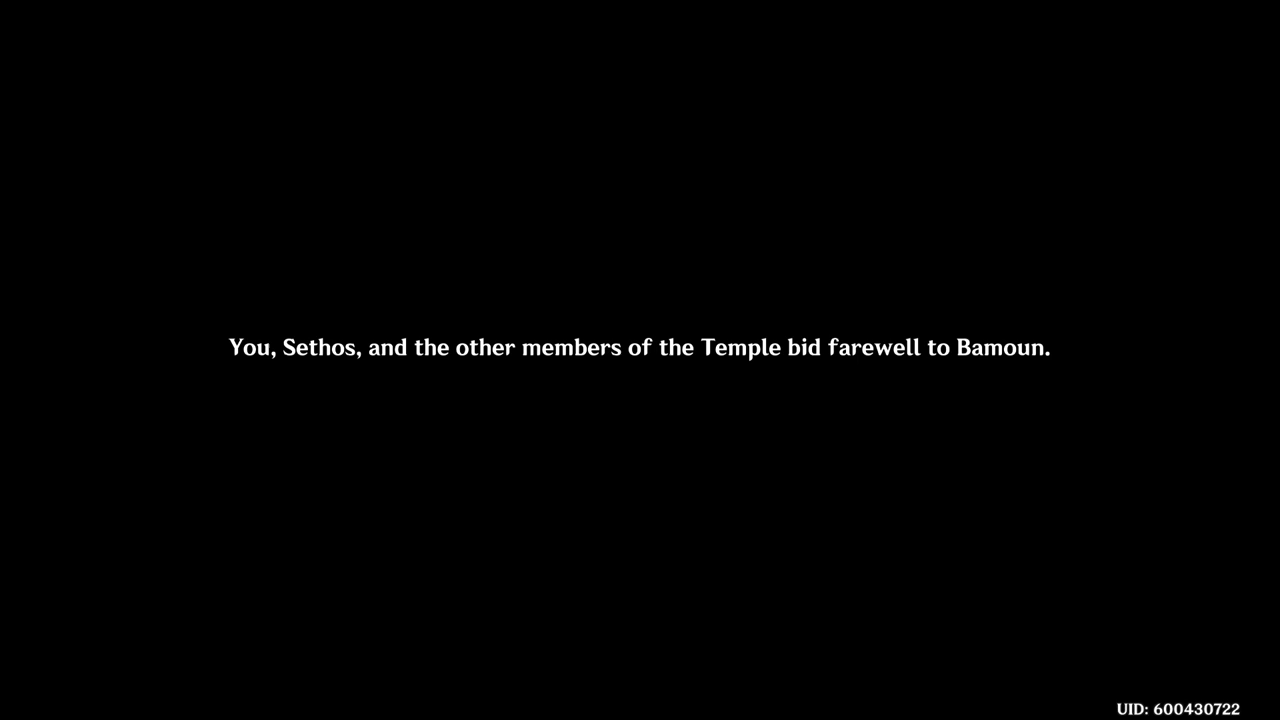 You, Sethos, and the other members of the Temple bid farewell to Bamoun.
UID: 600430722